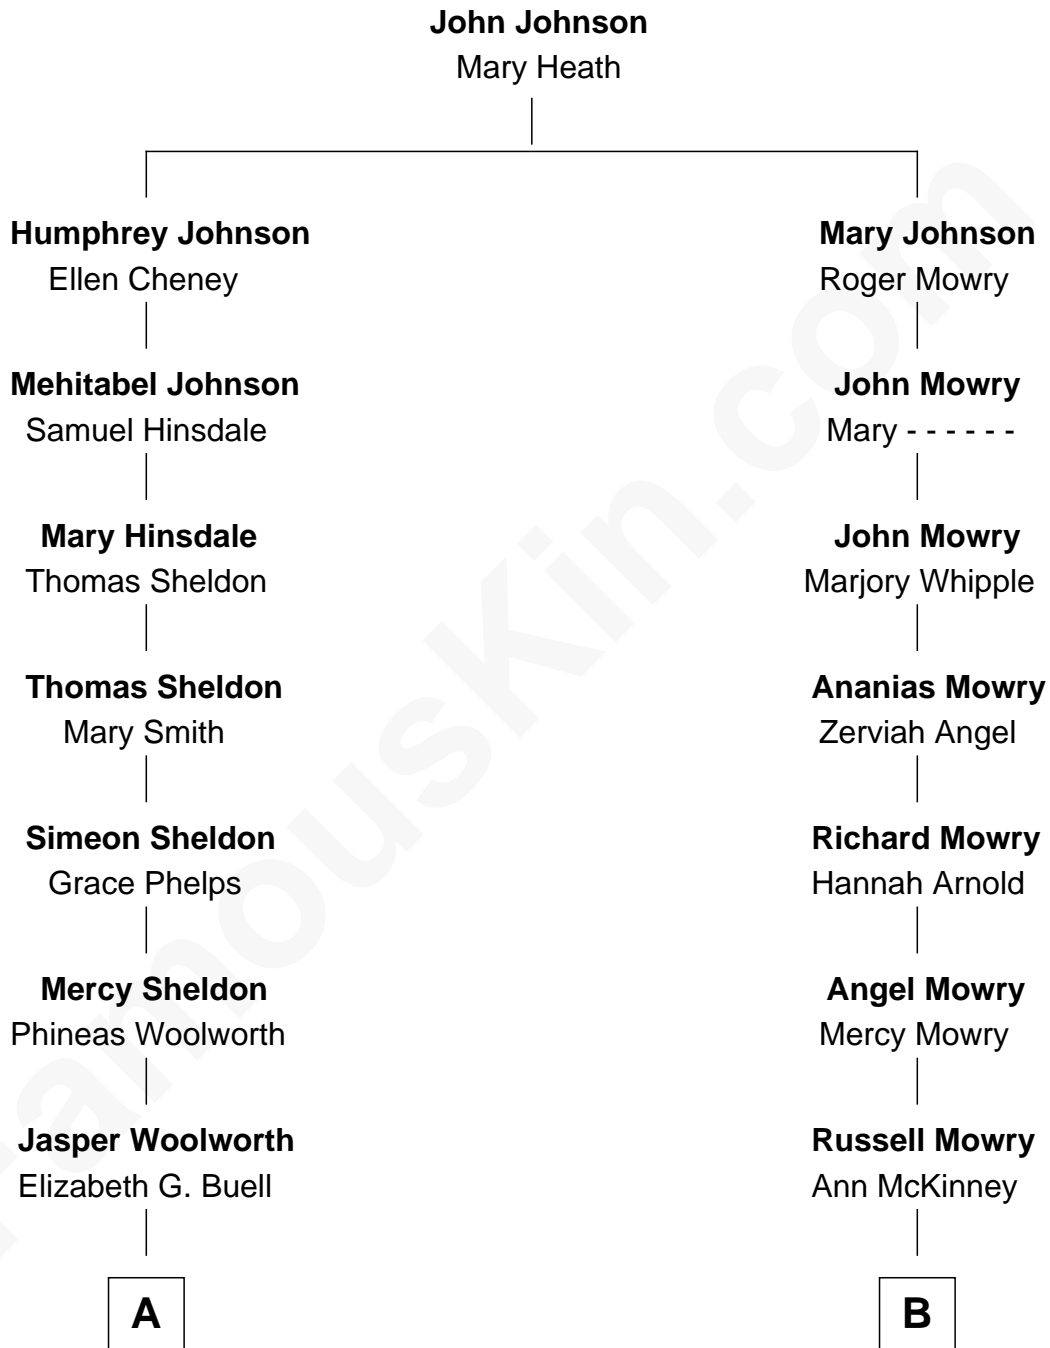 John Johnson
Mary Heath
Humphrey Johnson
Ellen Cheney
Mehitabel Johnson
Samuel Hinsdale
Mary Hinsdale
Thomas Sheldon
Thomas Sheldon
Mary Smith
Simeon Sheldon
Grace Phelps
Mercy Sheldon
Phineas Woolworth
Jasper Woolworth
Elizabeth G. Buell
A
Mary Johnson
Roger Mowry
John Mowry
Mary - - - - - -
John Mowry
Marjory Whipple
Ananias Mowry
Zerviah Angel
Richard Mowry
Hannah Arnold
Angel Mowry
Mercy Mowry
Russell Mowry
Ann McKinney
B
FamousKin.com